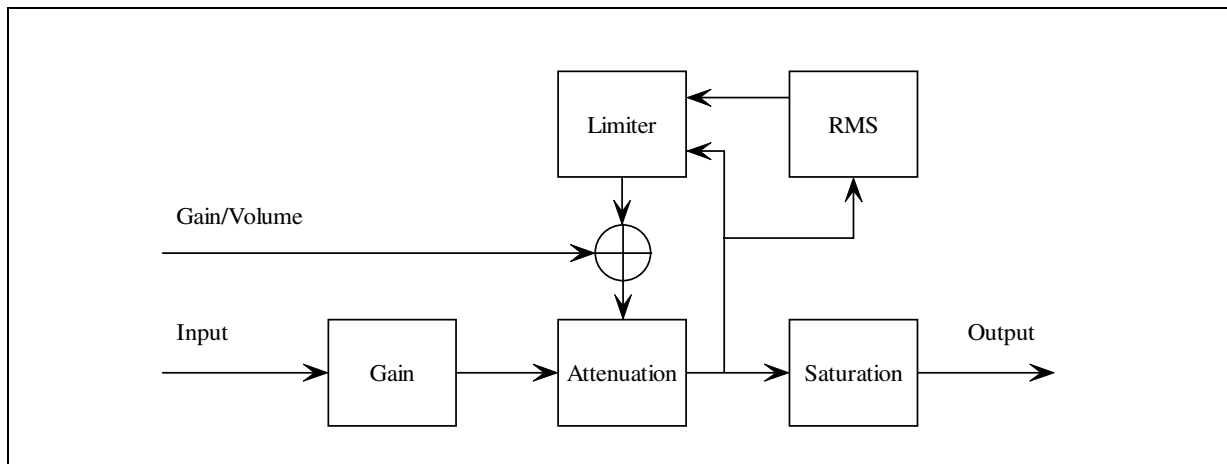 Limiter
RMS
Gain/Volume
Input
Output
Gain
Attenuation
Saturation